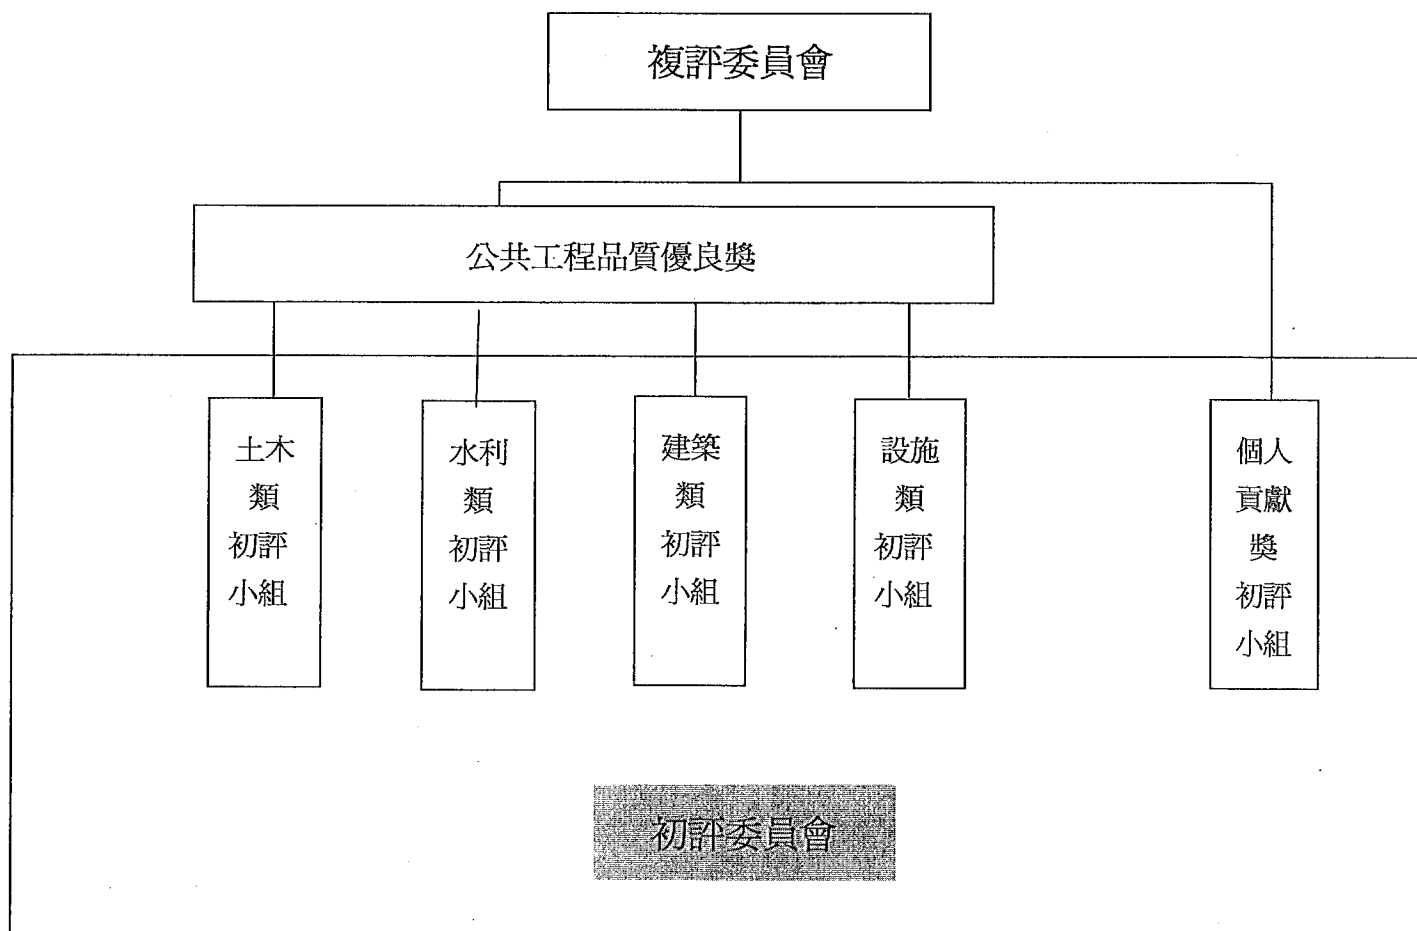 複評委員會
公共工程品質優良獎
土木
類
初評
小組
水利
類
初評
小組
建築
類
初評
小組
設施
類
初評
小組
個人
貢獻
獎
初評
小組
初評委員會